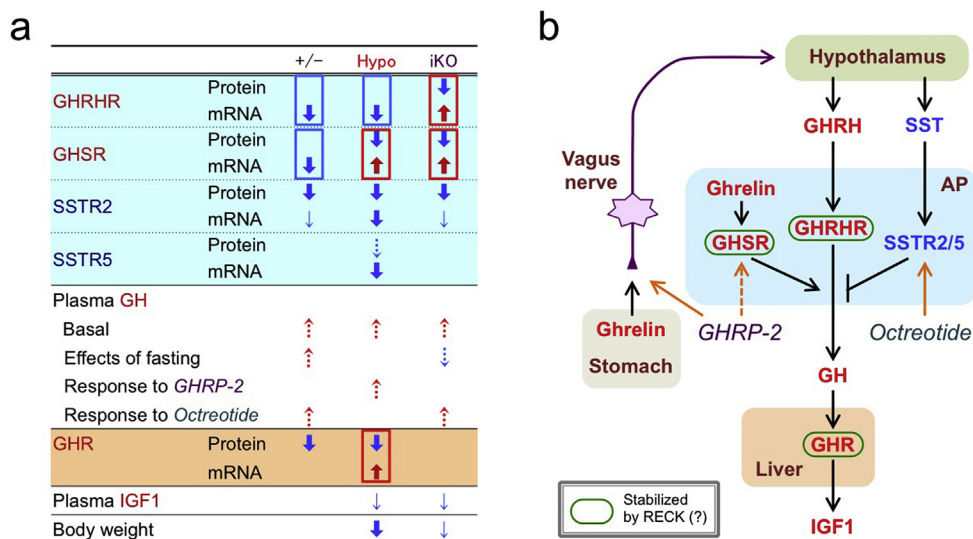 a
+/− Hypo iKO
GHRHR Protein
mRNA
GHSR Protein
mRNA
SSTR2 Protein
mRNA
SSTR5 Protein
mRNA
Plasma GH
Basal
Effects of fasting
Response to GHRP-2
Response to Octreotide
GHR Protein
mRNA
Plasma IGF1
Body weight
b
Hypothalamus
GHRH SST
Vagus
nerve
AP
Ghrelin
GHSR
GHRHR
SSTR2/5
Ghrelin
Stomach
GHRP-2
Octreotide
GH
GHR
Liver
IGF1
Stabilized
by RECK (?)